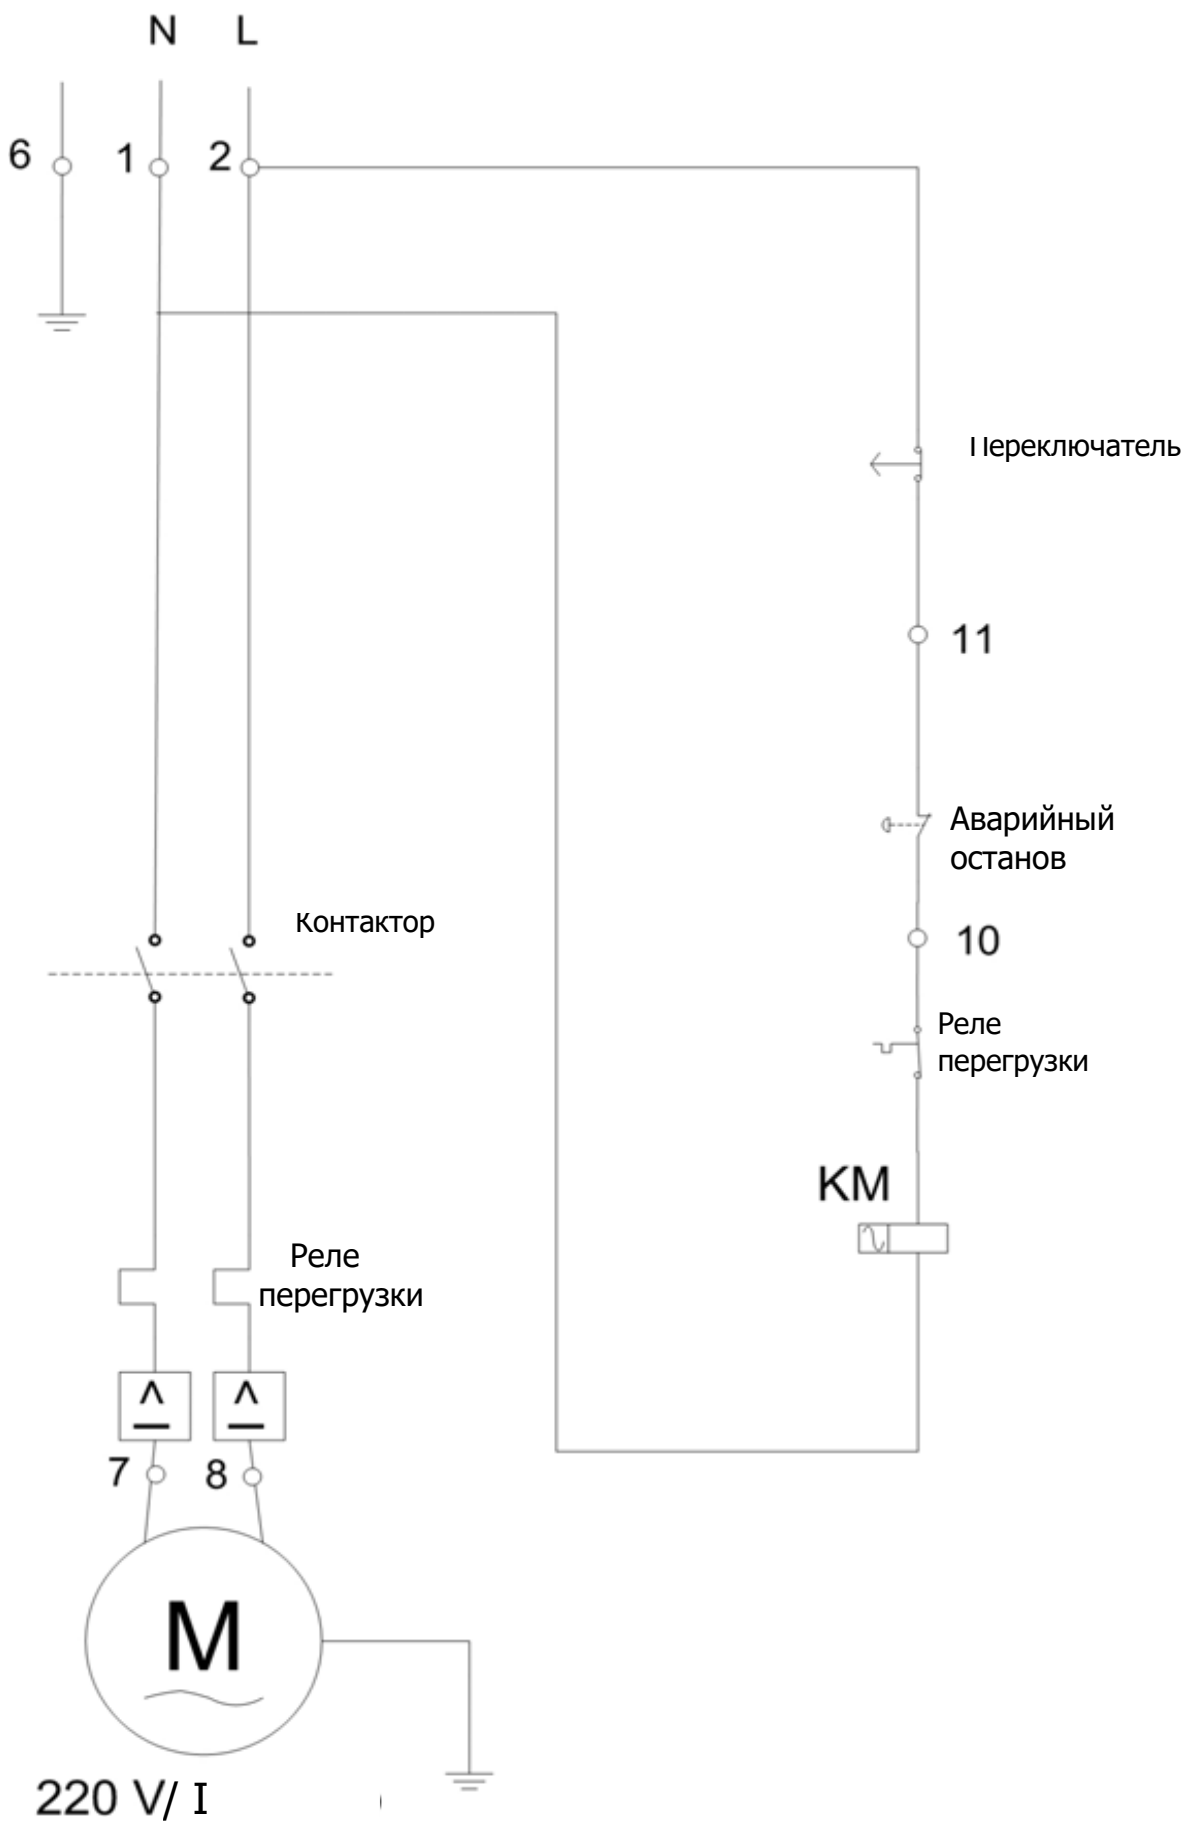 N L
6 1 2
Переключатель
11
Аварийный
останов
Контактор
10
Реле
перегрузки
KM
Реле
перегрузки
7 8
M
220 V/ I